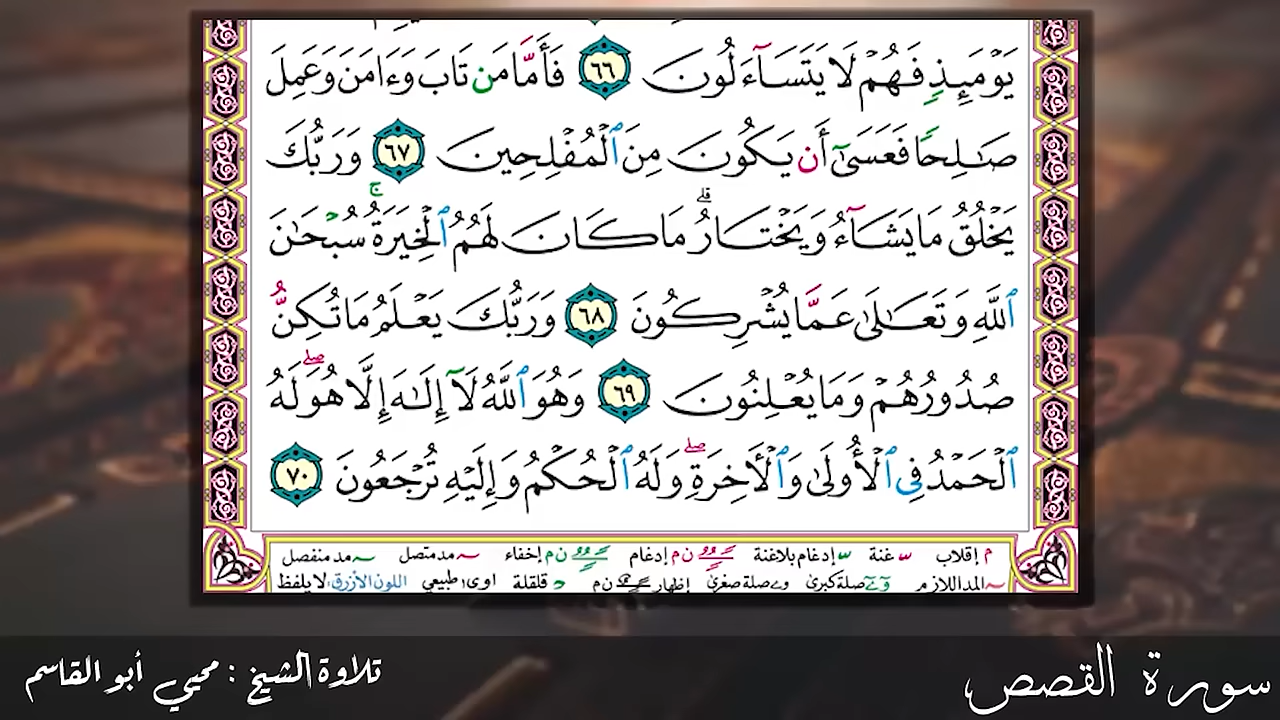 يَوْمَئِذٍ فَهُمْ لَا يَتَسَآءَلُونَ ٦٦ فَأَمَّا مَن تَابَ وَءَامَنَ وَعَمِلَ
صَٰلِحًا فَعَسَىٰٓ أَن يَكُونَ مِنَ ٱلْمُفْلِحِينَ ٦٧ وَرَبُّكَ
يَخْلُقُ مَا يَشَآءُ وَيَخْتَارُ ۗ مَا كَانَ لَهُمُ ٱلْخِيَرَةُ ۚ سُبْحَٰنَ
ٱللَّهِ وَتَعَٰلَىٰ عَمَّا يُشْرِكُونَ ٦٨ وَرَبُّكَ يَعْلَمُ مَا تُكِنُّ
صُدُورُهُمْ وَمَا يُعْلِنُونَ ٦٩ وَهُوَ ٱللَّهُ لَآ إِلَٰهَ إِلَّا هُوَ ۖ لَهُ
ٱلْحَمْدُ فِى ٱلْأُولَىٰ وَٱلْءَاخِرَةِ ۖ وَلَهُ ٱلْحُكْمُ وَإِلَيْهِ تُرْجَعُونَ ٧٠
م إقلاب س غنة إدغام بلاغنة ن م إدغام ن م إخفاء مد متصل مد منفصل
المد اللازم صلة كبرى و ے صلة صغرى إظهار ن م قلقلة اوى طبيعي اللون الأزرق: لا يلفظ
سورة القصص
تلاوة الشيخ : محيي أبو القاسم